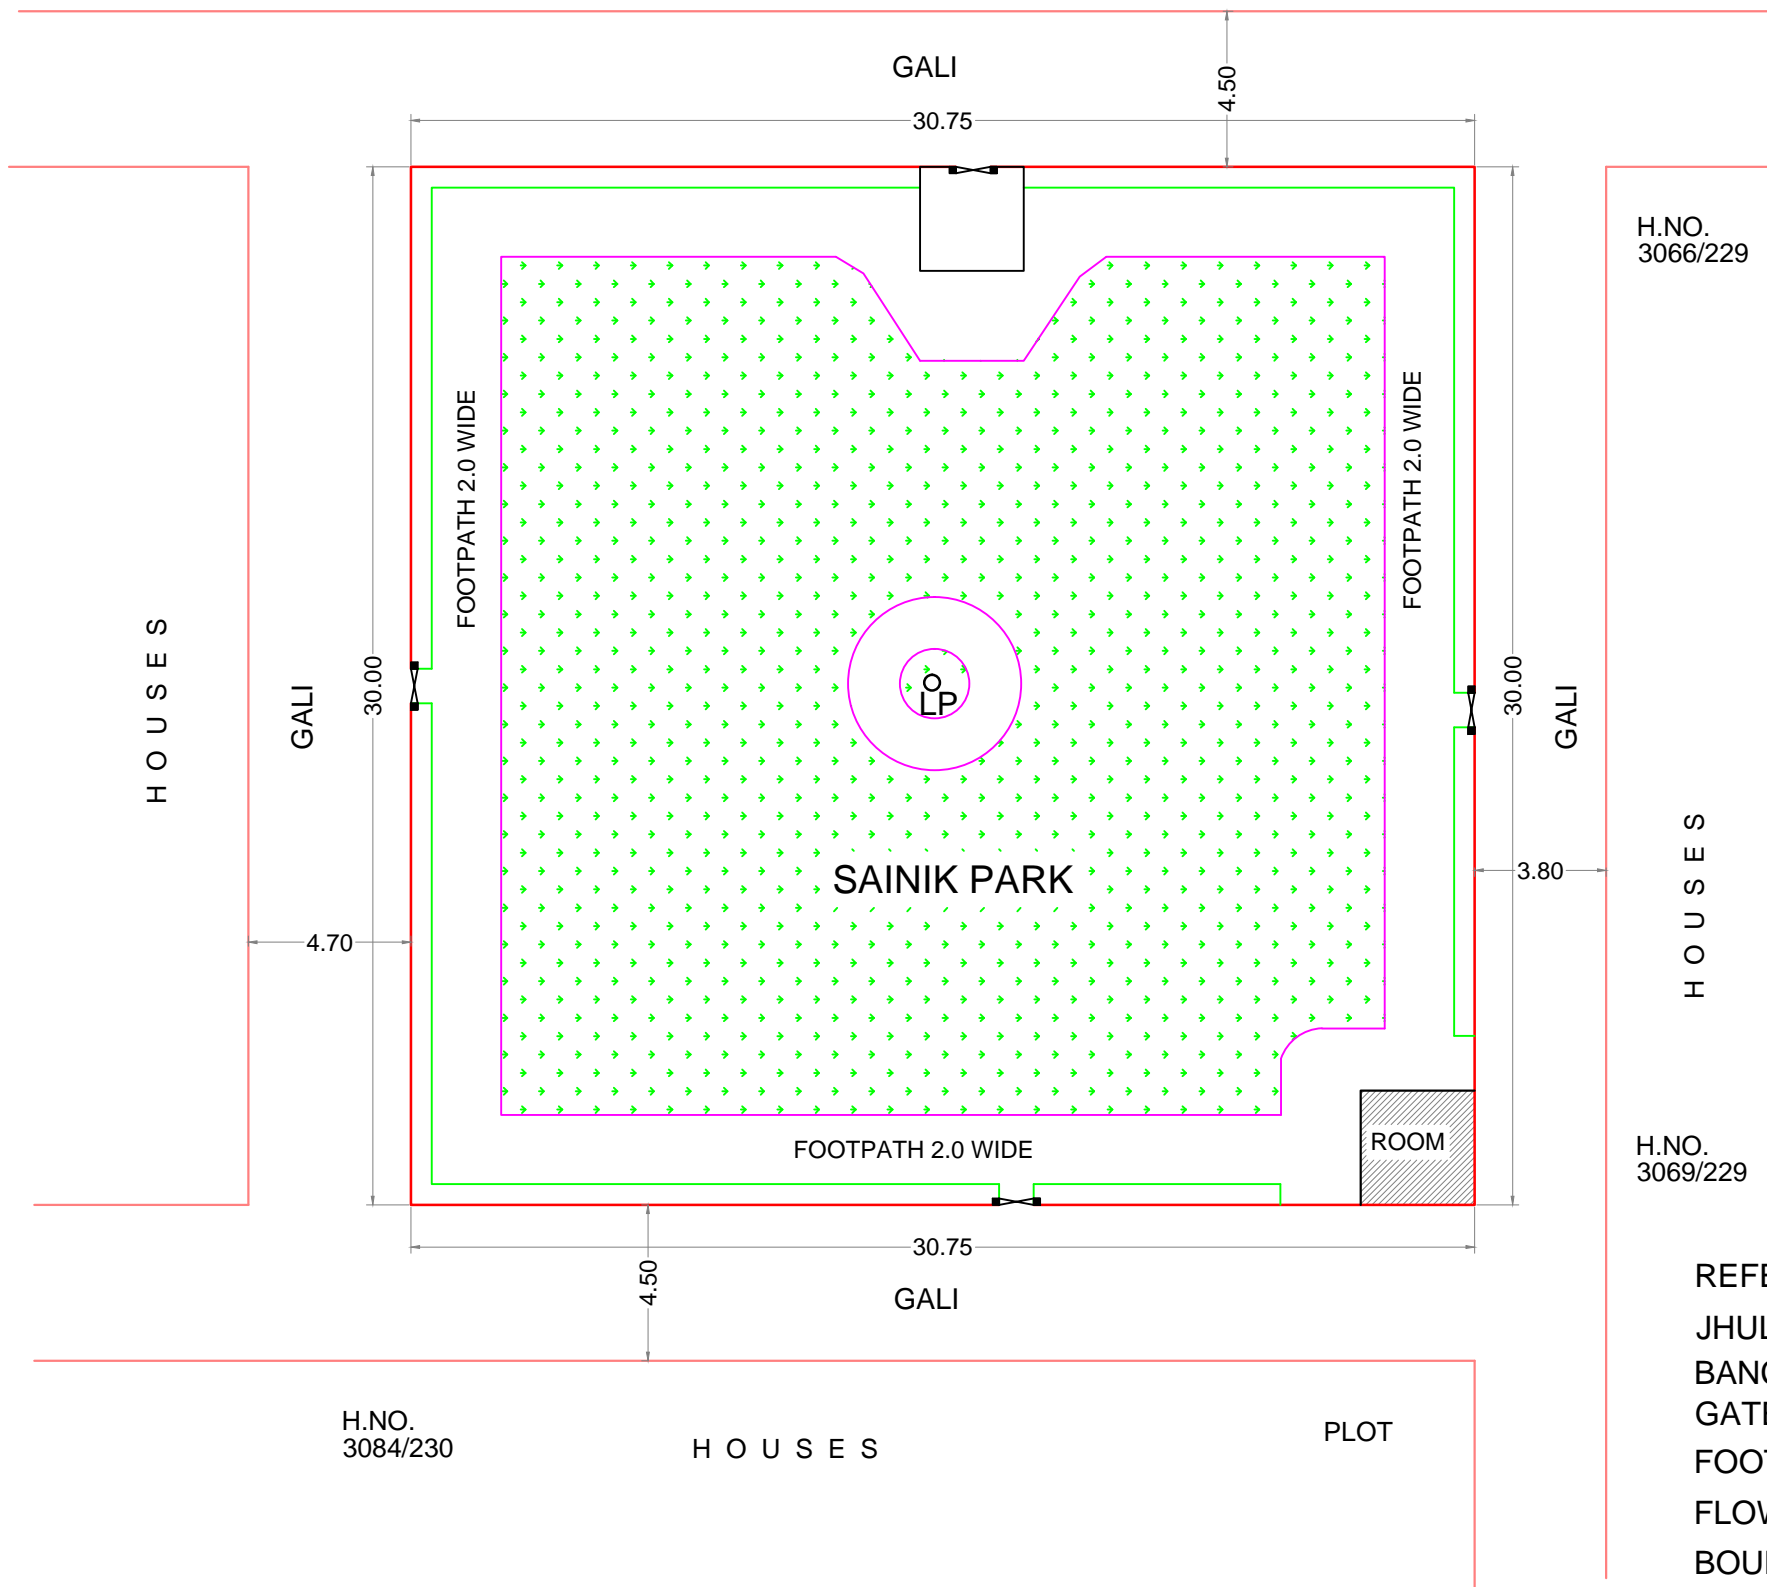 GALI
4.50
30.75
H.NO.
3066/229
FOOTPATH 2.0 WIDE
FOOTPATH 2.0 WIDE
HOUSES
GALI
30.00
LP
30.00
GALI
SAINIK PARK
HOUSES
3.80
4.70
FOOTPATH 2.0 WIDE
ROOM
H.NO.
3069/229
30.75
4.50
GALI
H.NO.
3084/230
HOUSES
PLOT